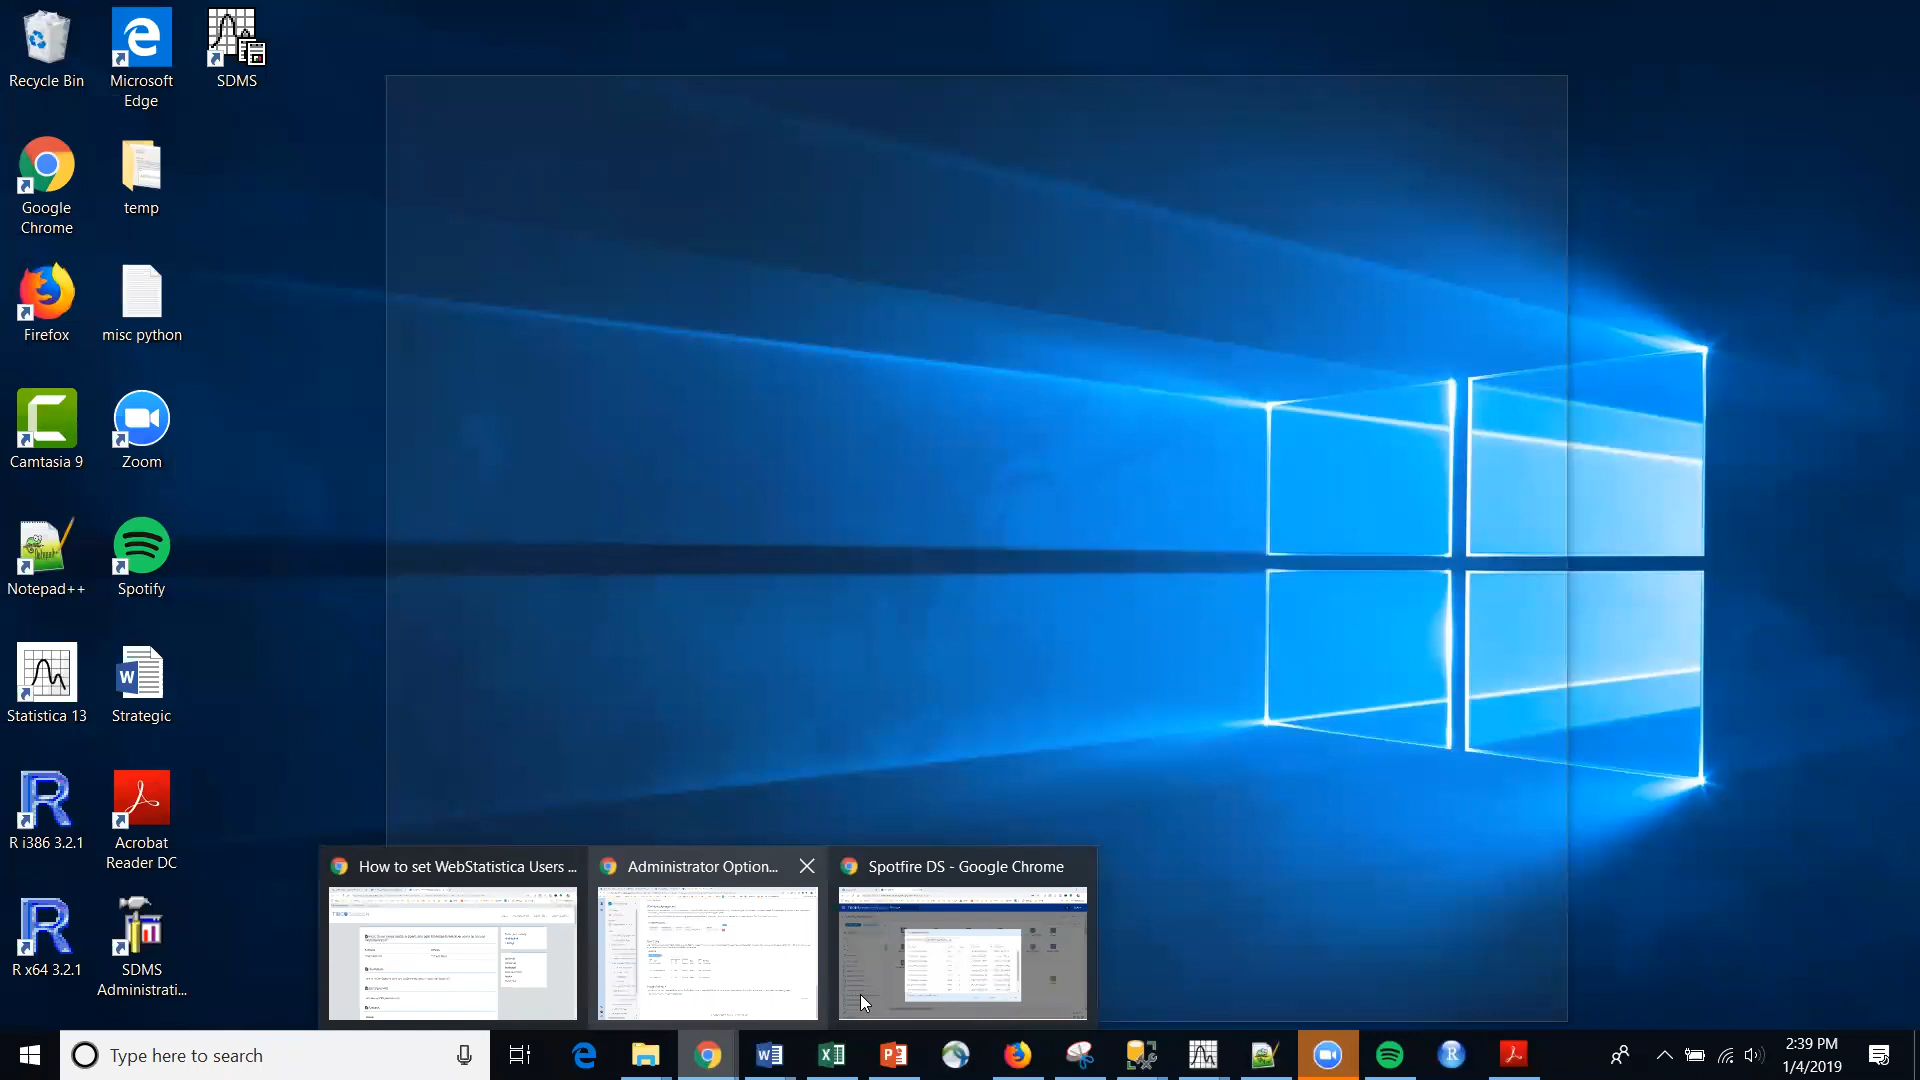 Recycle Bin
Microsoft
Edge
SDMS
Google
Chrome
temp
Firefox
misc python
Camtasia 9
Zoom
Notepad++
Spotify
Statistica 13
Strategic
R i386 3.2.1
Acrobat
Reader DC
R x64 3.2.1
SDMS
Administrati...
How to set WebStatistica Users ...
Administrator Option...
Spotfire DS - Google Chrome
Type here to search
2:39 PM
1/4/2019